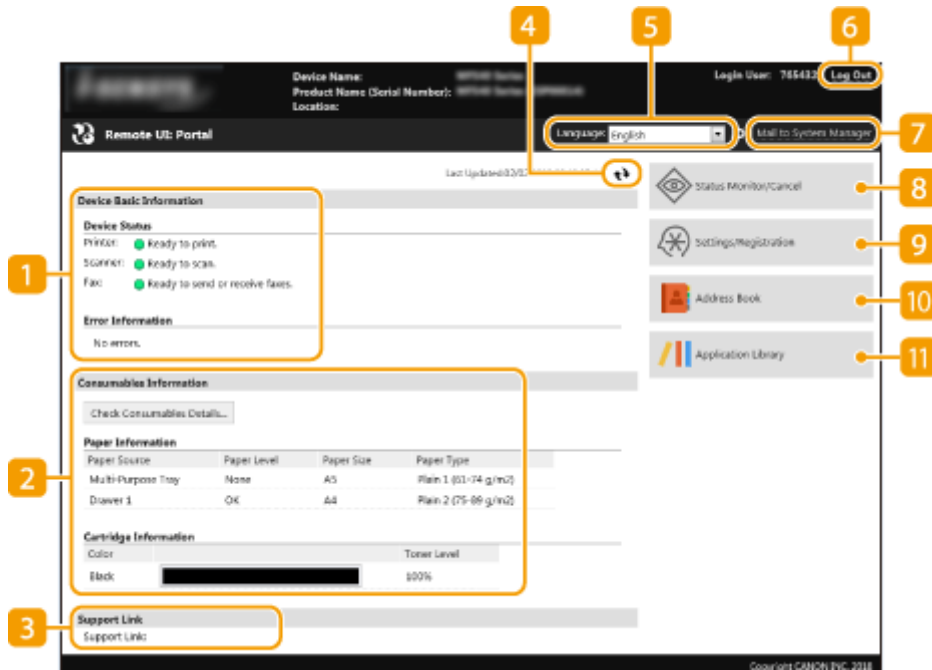 4 5 6
Device Name:
Login User: Log Out
Product Name (Serial Number):
Location:
Remote UI: Portal
Language: English
Mail to System Manager
7
Last Updated:
Device Basic Information
Status Monitor/Cancel
8
Device Status
Printer: Ready to print.
Settings/Registration
9
Scanner: Ready to scan.
1
Fax: Ready to send or receive faxes.
Address Book
10
Error Information
No errors.
Application Library
11
Consumables Information
Check Consumables Details...
Paper Information
Paper Source Paper Level Paper Size Paper Type
2
Multi-Purpose Tray None A5 Plain 1 (61-74 g/m2)
Drawer 1 OK A4 Plain 2 (75-89 g/m2)
Cartridge Information
Color Toner Level
Black 100%
3
Support Link
Support Link:
Copyright CANON INC. 2018